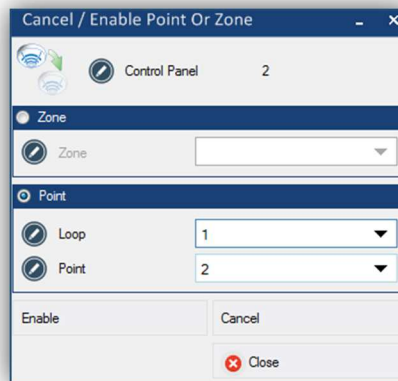 Cancel / Enable Point Or Zone
Control Panel 2
Zone
Zone
Point
Loop 1
Point 2
Enable Cancel
Close